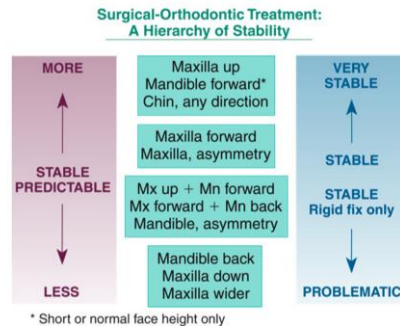 Surgical-Orthodontic Treatment:
A Hierarchy of Stability
MORE
STABLE
PREDICTABLE
LESS
Maxilla up
Mandible forward*
Chin, any direction
Maxilla forward
Maxilla, asymmetry
Mx up + Mn forward
Mx forward + Mn back
Mandible, asymmetry
Mandible back
Maxilla down
Maxilla wider
VERY
STABLE
STABLE
STABLE
Rigid fix only
PROBLEMATIC
* Short or normal face height only